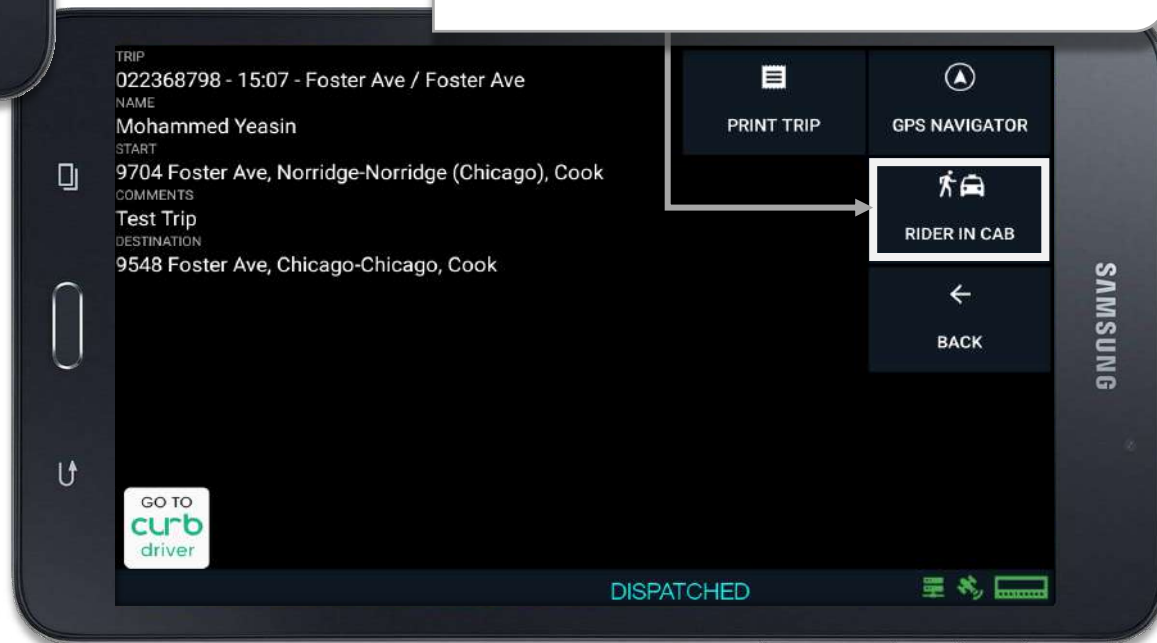 TRIP
022368798 - 15:07 - Foster Ave / Foster Ave
NAME
Mohammed Yeasin
START
9704 Foster Ave, Norridge-Norridge (Chicago), Cook
COMMENTS
Test Trip
DESTINATION
9548 Foster Ave, Chicago-Chicago, Cook
PRINT TRIP
GPS NAVIGATOR
RIDER IN CAB
BACK
GO TO
curb
driver
DISPATCHED
SAMSUNG